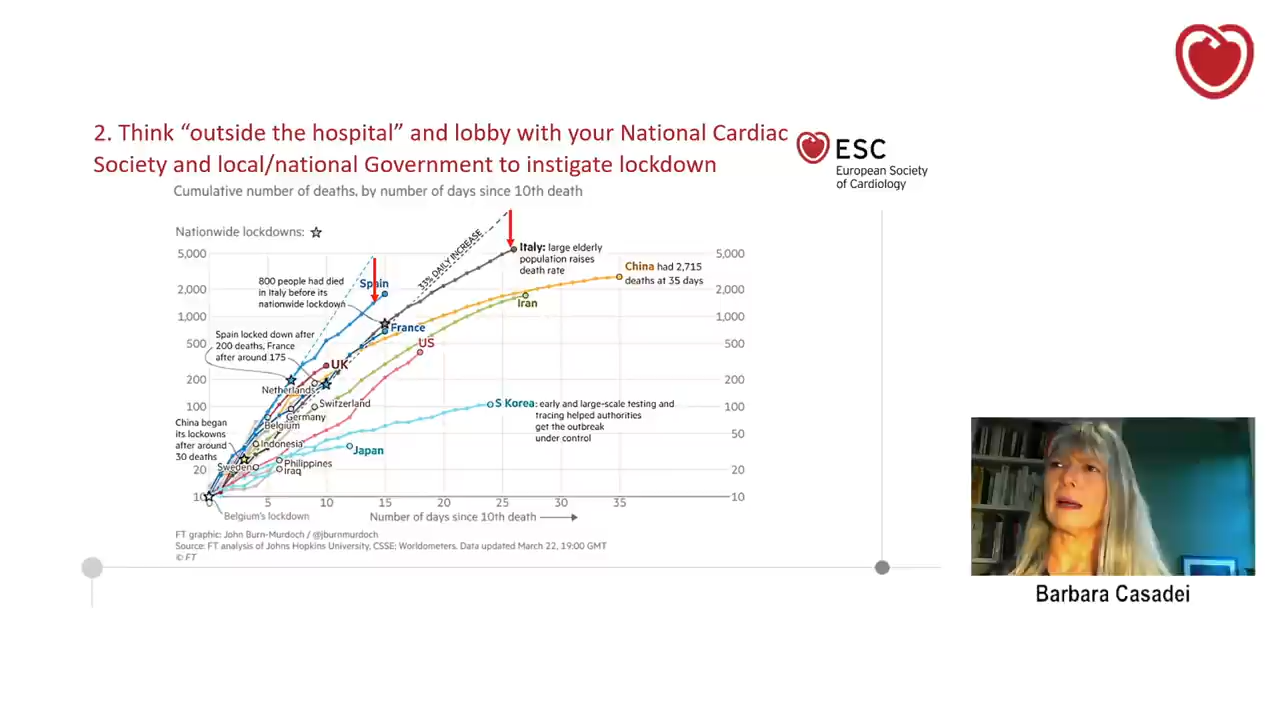 2. Think “outside the hospital” and lobby with your National Cardiac
Society and local/national Government to instigate lockdown
ESC
European Society
of Cardiology
Cumulative number of deaths, by number of days since 10th death
Nationwide lockdowns:
5,000
2,000
1,000
500
200
100
20
10
5,000
2,000
1,000
500
200
100
50
20
10
33% DAILY INCREASE
Italy: large elderly
population raises
death rate
China had 2,715
deaths at 35 days
800 people had died
in Italy before its
nationwide lockdown
Spain
Iran
Spain locked down after
200 deaths, France
after around 175
France
US
UK
Netherlands
Switzerland
Germany
Belgium
S Korea: early and large-scale testing and
tracing helped authorities
get the outbreak
under control
China began
its lockowns
after around
30 deaths
Indonesia
Japan
Sweden
Philippines
Iraq
0 5 10 15 20 25 30 35
Belgium's lockdown
Number of days since 10th death
FT graphic: John Burn-Murdoch / @jburnmurdoch
Source: FT analysis of Johns Hopkins University, CSSE; Worldometers. Data updated March 22, 19:00 GMT
© FT
Barbara Casadei